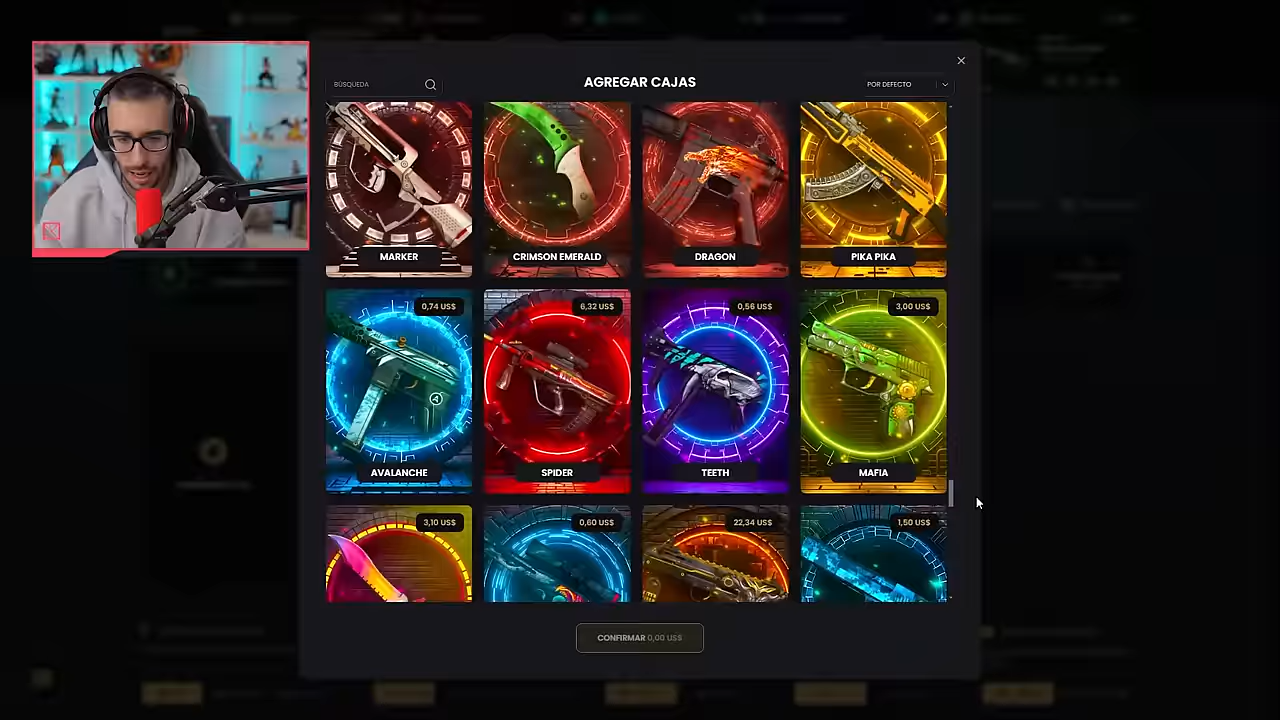 BÚSQUEDA
AGREGAR CAJAS
POR DEFECTO
MARKER
CRIMSON EMERALD
DRAGON
PIKA PIKA
0,74 US$
6,32 US$
0,56 US$
3,00 US$
AVALANCHE
SPIDER
TEETH
MAFIA
3,10 US$
0,60 US$
22,34 US$
1,50 US$
CONFIRMAR 0,00 US$